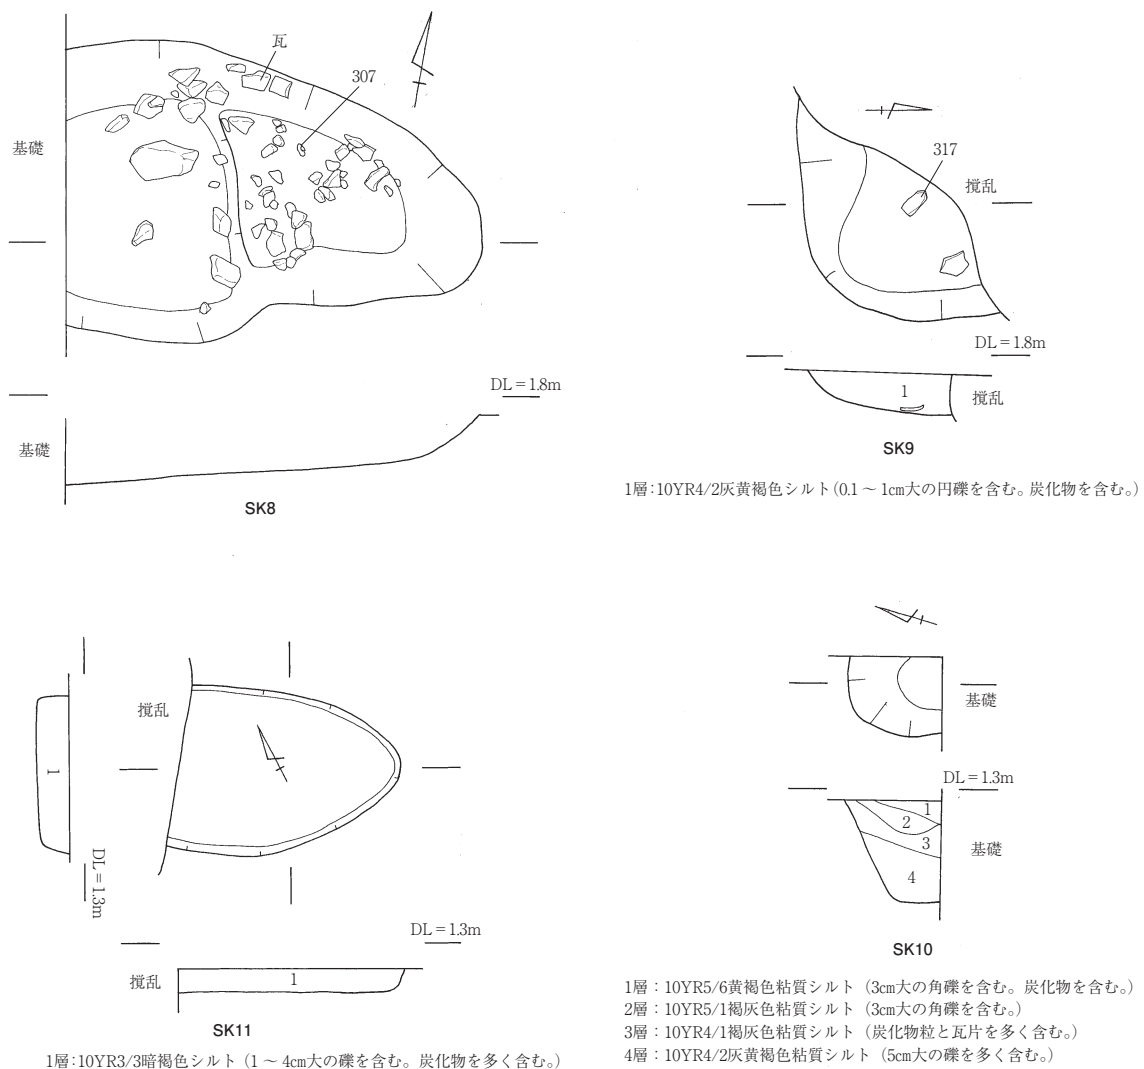 瓦
307
基礎
DL = 1.8m
基礎
SK8
317
撹乱
DL = 1.8m
1
撹乱
SK9
1層：10YR4/2灰黄褐色シルト（0.1 ～ 1㎝大の円礫を含む。炭化物を含む。）
撹乱
1
DL = 1.3m
DL = 1.3m
撹乱
1
SK11
1層：10YR3/3暗褐色シルト（1 ～ 4㎝大の礫を含む。炭化物を多く含む。）
基礎
DL = 1.3m
1
2
3
4
基礎
SK10
1層：10YR5/6黄褐色粘質シルト（3㎝大の角礫を含む。炭化物を含む。）
2層：10YR5/1褐灰色粘質シルト（3㎝大の角礫を含む。）
3層：10YR4/1褐灰色粘質シルト（炭化物粒と瓦片を多く含む。）
4層：10YR4/2灰黄褐色粘質シルト（5㎝大の礫を多く含む。）